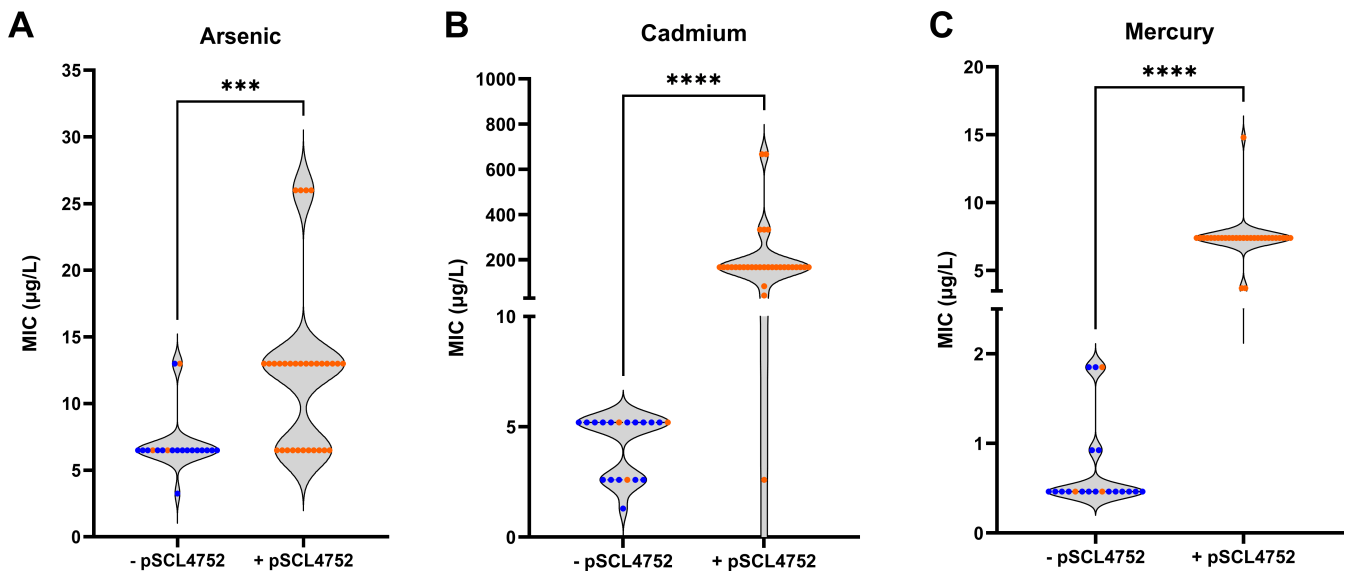 A
Arsenic
MIC (µg/L)
35
30
25
20
15
10
5
0
***
- pSCL4752
+ pSCL4752
B
Cadmium
MIC (µg/L)
1000
800
600
400
200
10
5
0
****
- pSCL4752
+ pSCL4752
C
Mercury
MIC (µg/L)
20
15
10
5
2
1
0
****
- pSCL4752
+ pSCL4752